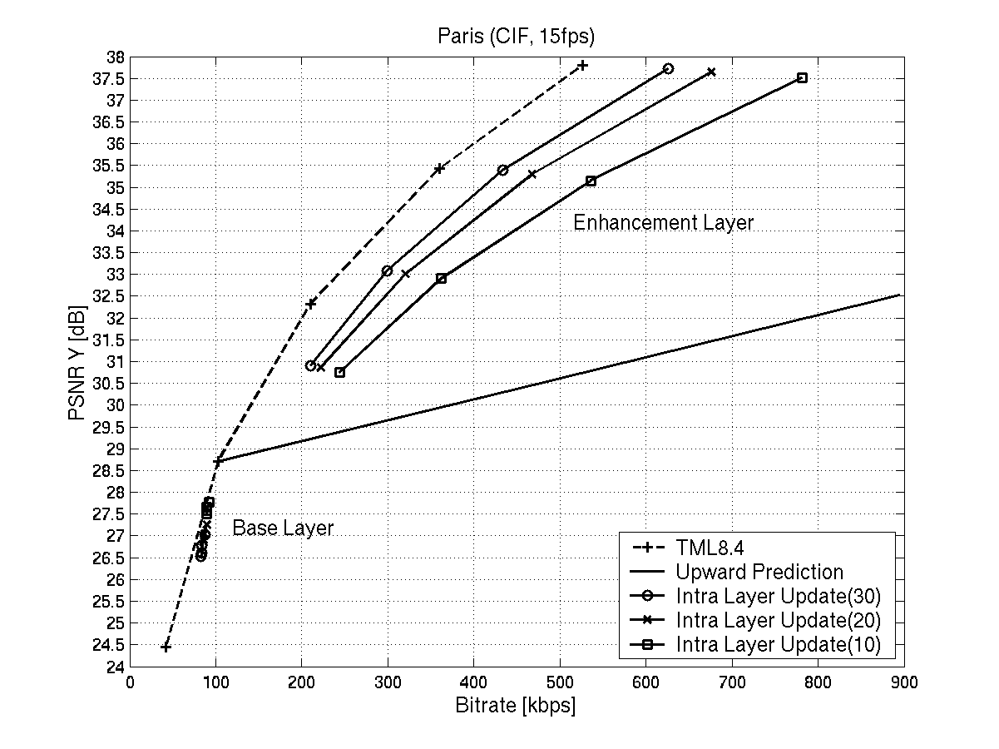 Paris (CIF, 15fps)
38
37.5
37
36.5
36
35.5
35
34.5
34
33.5
33
32.5
32
31.5
31
30.5
30
29.5
29
28.5
28
27.5
27
26.5
26
25.5
25
24.5
24
PSNR Y [dB]
Enhancement Layer
Base Layer
TML8.4
Upward Prediction
Intra Layer Update(30)
Intra Layer Update(20)
Intra Layer Update(10)
0 100 200 300 400 500 600 700 800 900
Bitrate [kbps]